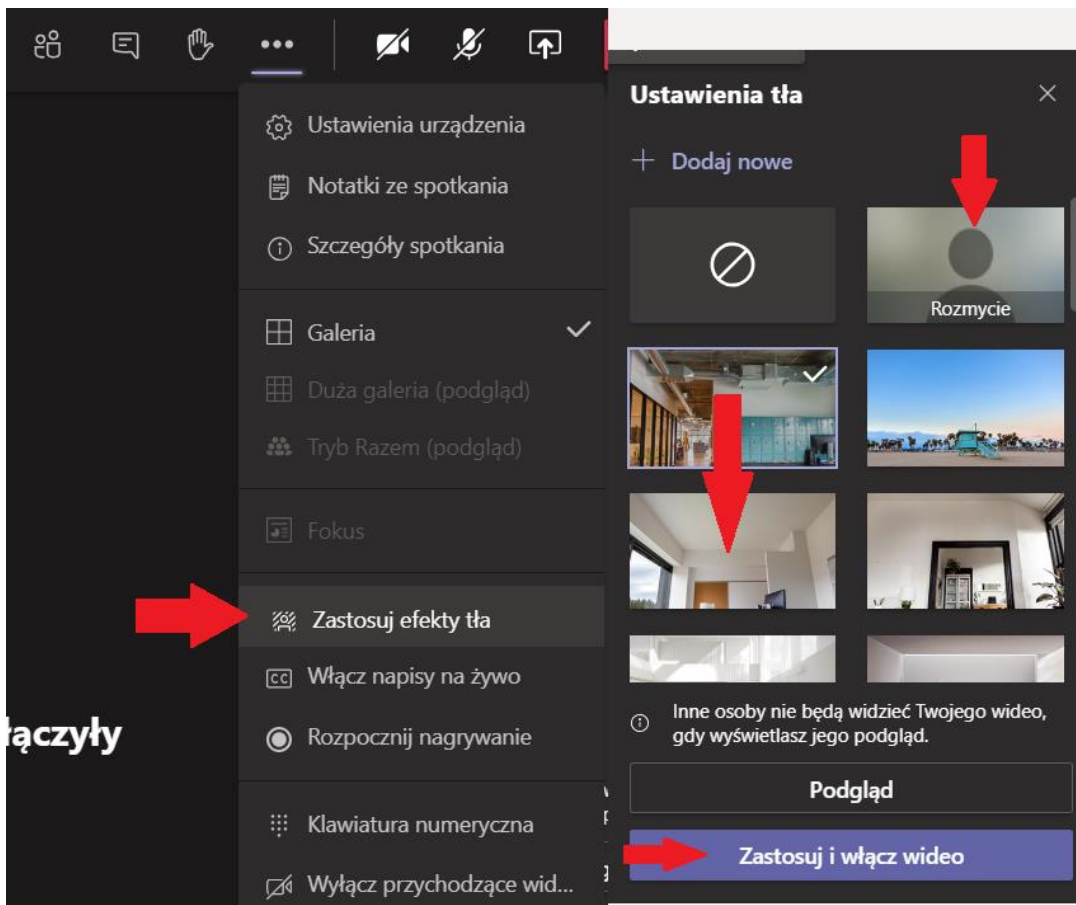 Ustawienia urządzenia
Notatki ze spotkania
Szczegóły spotkania
Galeria
Duża galeria (podgląd)
Tryb Razem (podgląd)
Fokus
Zastosuj efekty tła
CC Włącz napisy na żywo
Rozpocznij nagrywanie
Klawiatura numeryczna
Wyłącz przychodzące wid...
łączyły
Ustawienia tła
Dodaj nowe
Rozmycie
Inne osoby nie będą widzieć Twojego wideo,
gdy wyświetlasz jego podgląd.
Podgląd
Zastosuj i włącz wideo